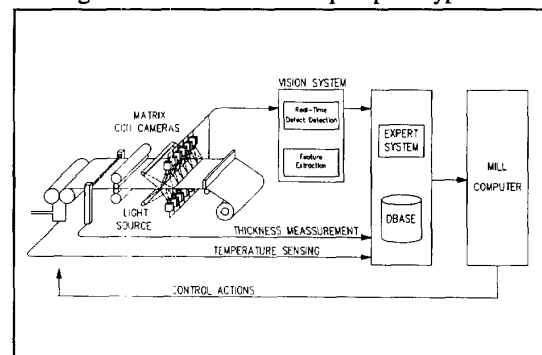 VISION SYSTEM
Real-Time
Defect Detection
Feature
Extraction
MATRIX
CCD CAMERAS
EXPERT
SYSTEM
DBASE
MILL
COMPUTER
LIGHT
SOURCE
THICKNESS MEASSUREMENT
TEMPERATURE SENSING
CONTROL ACTIONS